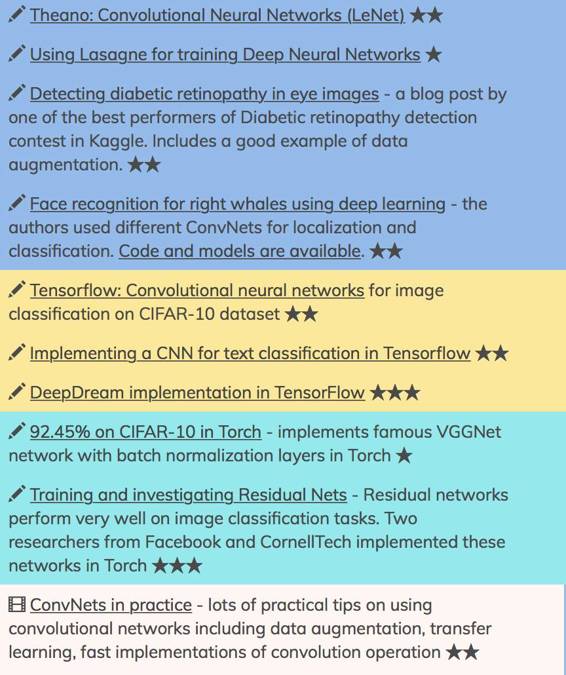 Theano: Convolutional Neural Networks (LeNet) ★★
Using Lasagne for training Deep Neural Networks ★
Detecting diabetic retinopathy in eye images - a blog post by
one of the best performers of Diabetic retinopathy detection
contest in Kaggle. Includes a good example of data
augmentation. ★★
Face recognition for right whales using deep learning - the
authors used different ConvNets for localization and
classification. Code and models are available. ★★
Tensorflow: Convolutional neural networks for image
classification on CIFAR-10 dataset ★★
Implementing a CNN for text classification in Tensorflow ★★
DeepDream implementation in TensorFlow ★★★
92.45% on CIFAR-10 in Torch - implements famous VGGNet
network with batch normalization layers in Torch ★
Training and investigating Residual Nets - Residual networks
perform very well on image classification tasks. Two
researchers from Facebook and CornellTech implemented these
networks in Torch ★★★
ConvNets in practice - lots of practical tips on using
convolutional networks including data augmentation, transfer
learning, fast implementations of convolution operation ★★